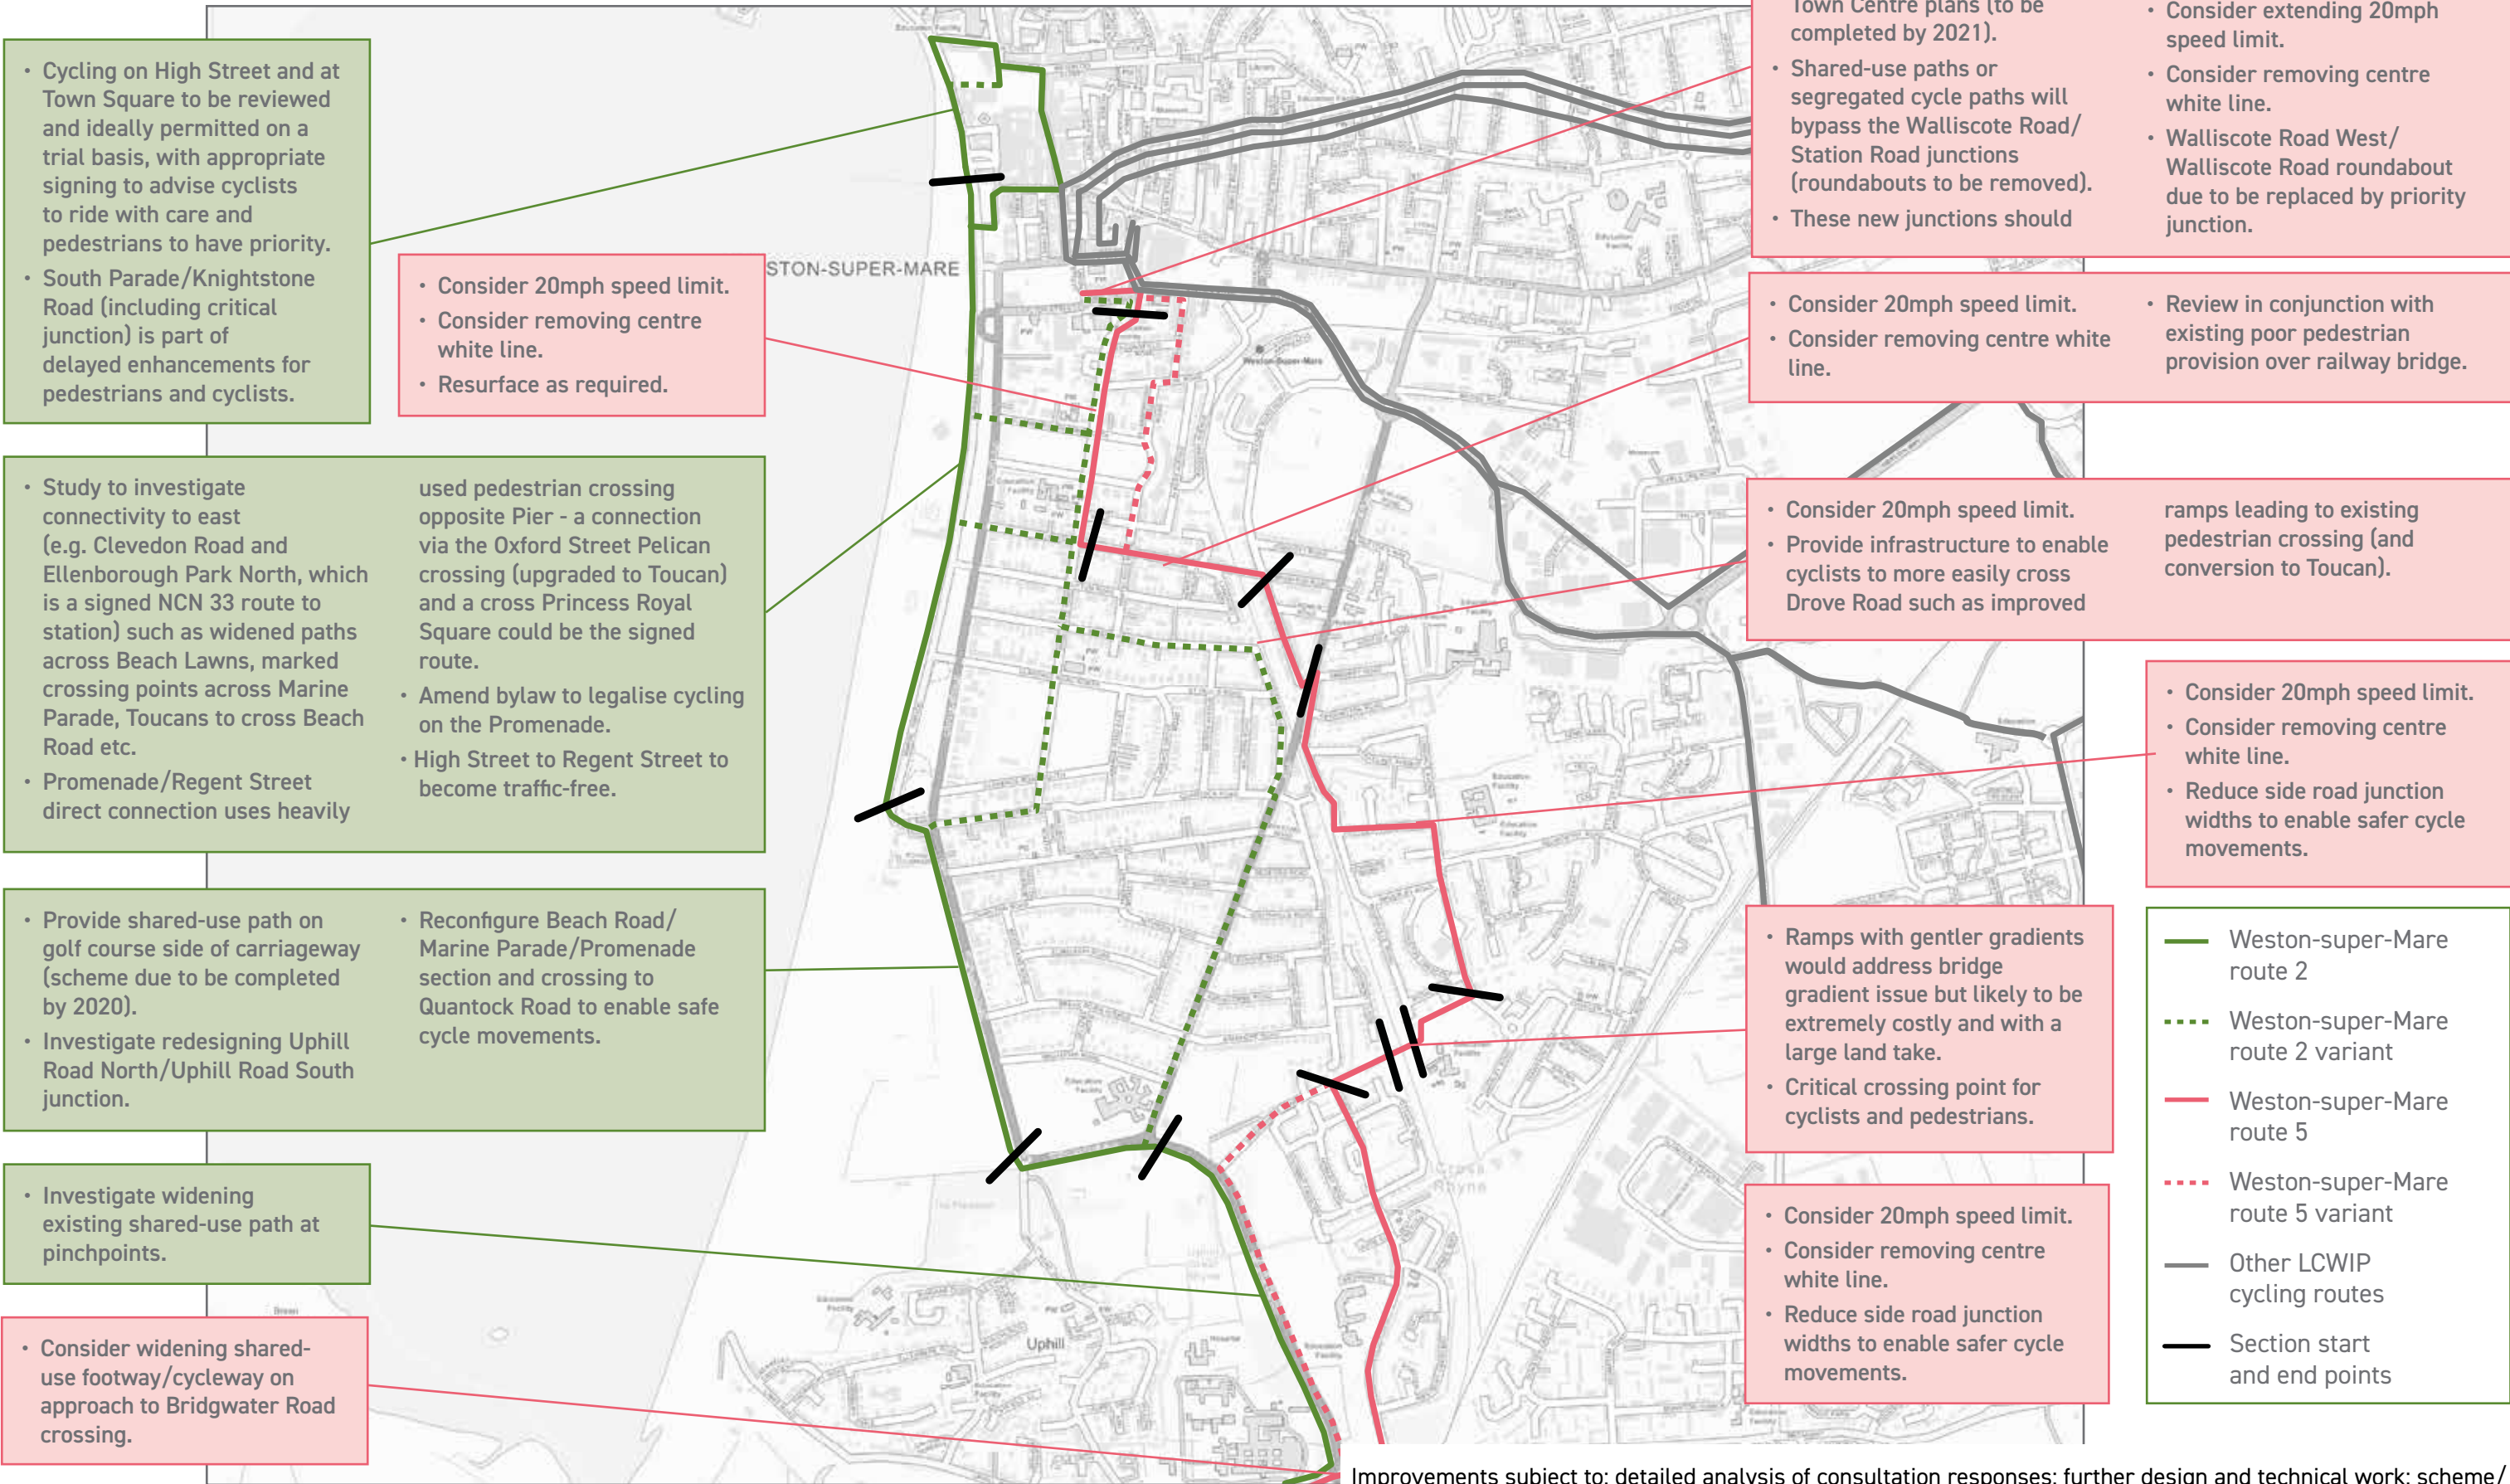 • Cycling on High Street and at
Town Square to be reviewed
and ideally permitted on a
trial basis, with appropriate
signing to advise cyclists
to ride with care and
pedestrians to have priority.
• South Parade/Knightstone
Road (including critical
junction) is part of
delayed enhancements for
pedestrians and cyclists.
• Consider 20mph speed limit.
• Consider removing centre
white line.
• Resurface as required.
• Study to investigate
connectivity to east
(e.g. Clevedon Road and
Ellenborough Park North, which
is a signed NCN 33 route to
station) such as widened paths
across Beach Lawns, marked
crossing points across Marine
Parade, Toucans to cross Beach
Road etc.
• Promenade/Regent Street
direct connection uses heavily
used pedestrian crossing
opposite Pier - a connection
via the Oxford Street Pelican
crossing (upgraded to Toucan)
and a cross Princess Royal
Square could be the signed
route.
• Amend bylaw to legalise cycling
on the Promenade.
• High Street to Regent Street to
become traffic-free.
• Provide shared-use path on
golf course side of carriageway
(scheme due to be completed
by 2020).
• Investigate redesigning Uphill
Road North/Uphill Road South
junction.
• Reconfigure Beach Road/
Marine Parade/Promenade
section and crossing to
Quantock Road to enable safe
cycle movements.
• Investigate widening
existing shared-use path at
pinchpoints.
• Consider widening shared-
use footway/cycleway on
approach to Bridgwater Road
crossing.
STON-SUPER-MARE
Weston-Super-Mare
Uphill
Hospital
Town Centre plans (to be
completed by 2021).
• Shared-use paths or
segregated cycle paths will
bypass the Walliscote Road/
Station Road junctions
(roundabouts to be removed).
• These new junctions should
• Consider extending 20mph
speed limit.
• Consider removing centre
white line.
• Walliscote Road West/
Walliscote Road roundabout
due to be replaced by priority
junction.
• Consider 20mph speed limit.
• Consider removing centre white
line.
• Review in conjunction with
existing poor pedestrian
provision over railway bridge.
• Consider 20mph speed limit.
• Provide infrastructure to enable
cyclists to more easily cross
Drove Road such as improved
ramps leading to existing
pedestrian crossing (and
conversion to Toucan).
• Consider 20mph speed limit.
• Consider removing centre
white line.
• Reduce side road junction
widths to enable safer cycle
movements.
• Ramps with gentler gradients
would address bridge
gradient issue but likely to be
extremely costly and with a
large land take.
• Critical crossing point for
cyclists and pedestrians.
• Consider 20mph speed limit.
• Consider removing centre
white line.
• Reduce side road junction
widths to enable safer cycle
movements.
Weston-super-Mare
route 2
Weston-super-Mare
route 2 variant
Weston-super-Mare
route 5
Weston-super-Mare
route 5 variant
Other LCWIP
cycling routes
Section start
and end points
Improvements subject to: detailed analysis of consultation responses; further design and technical work; scheme/